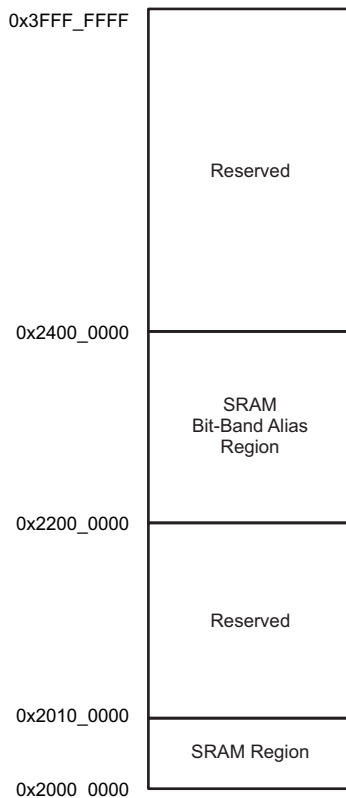 0x3FFF_FFFF
Reserved
0x2400_0000
SRAM
Bit-Band Alias
Region
0x2200_0000
Reserved
0x2010_0000
SRAM Region
0x2000_0000